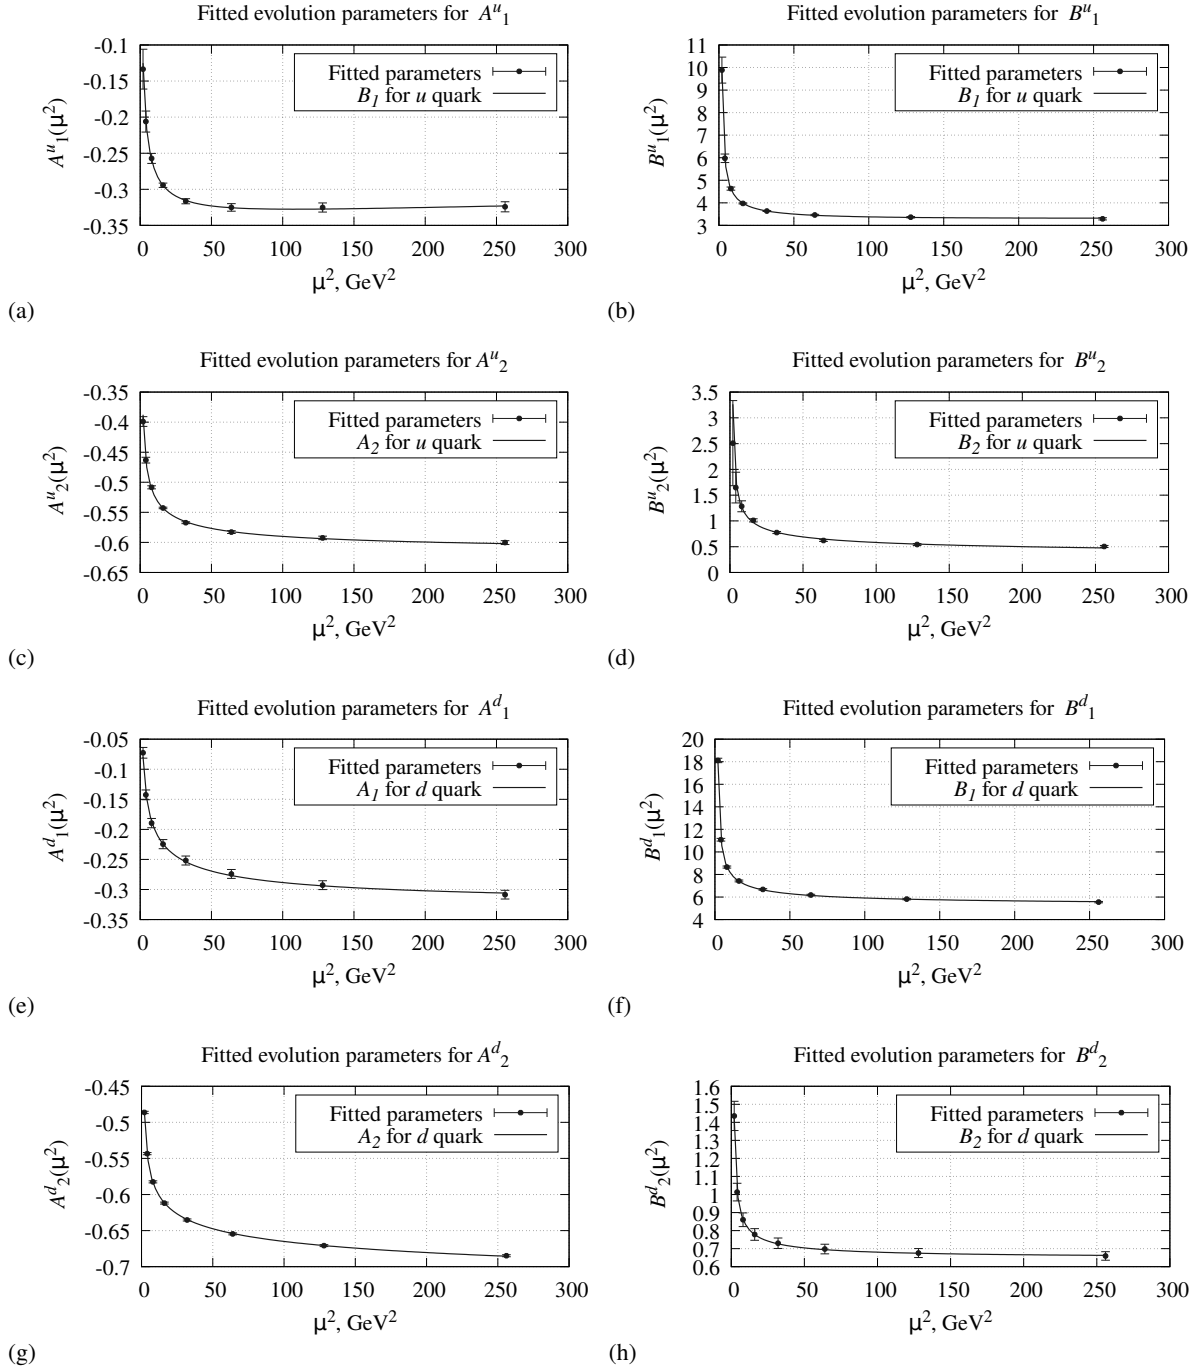 Fitted evolution parameters for A^u_1
-0.1
-0.15
-0.2
-0.25
-0.3
-0.35
A^u_1(μ^2)
Fitted parameters
B_1 for u quark
0 50 100 150 200 250 300
μ^2, GeV^2
(a)
Fitted evolution parameters for B^u_1
11
10
9
8
7
6
5
4
3
B^u_1(μ^2)
Fitted parameters
B_1 for u quark
0 50 100 150 200 250 300
μ^2, GeV^2
(b)
Fitted evolution parameters for A^u_2
-0.35
-0.4
-0.45
-0.5
-0.55
-0.6
-0.65
A^u_2(μ^2)
Fitted parameters
A_2 for u quark
0 50 100 150 200 250 300
μ^2, GeV^2
(c)
Fitted evolution parameters for B^u_2
3.5
3
2.5
2
1.5
1
0.5
0
B^u_2(μ^2)
Fitted parameters
B_2 for u quark
0 50 100 150 200 250 300
μ^2, GeV^2
(d)
Fitted evolution parameters for A^d_1
-0.05
-0.1
-0.15
-0.2
-0.25
-0.3
-0.35
A^d_1(μ^2)
Fitted parameters
A_1 for d quark
0 50 100 150 200 250 300
μ^2, GeV^2
(e)
Fitted evolution parameters for B^d_1
20
18
16
14
12
10
8
6
4
B^d_1(μ^2)
Fitted parameters
B_1 for d quark
0 50 100 150 200 250 300
μ^2, GeV^2
(f)
Fitted evolution parameters for A^d_2
-0.45
-0.5
-0.55
-0.6
-0.65
-0.7
A^d_2(μ^2)
Fitted parameters
A_2 for d quark
0 50 100 150 200 250 300
μ^2, GeV^2
(g)
Fitted evolution parameters for B^d_2
1.6
1.5
1.4
1.3
1.2
1.1
1
0.9
0.8
0.7
0.6
B^d_2(μ^2)
Fitted parameters
B_2 for d quark
0 50 100 150 200 250 300
μ^2, GeV^2
(h)